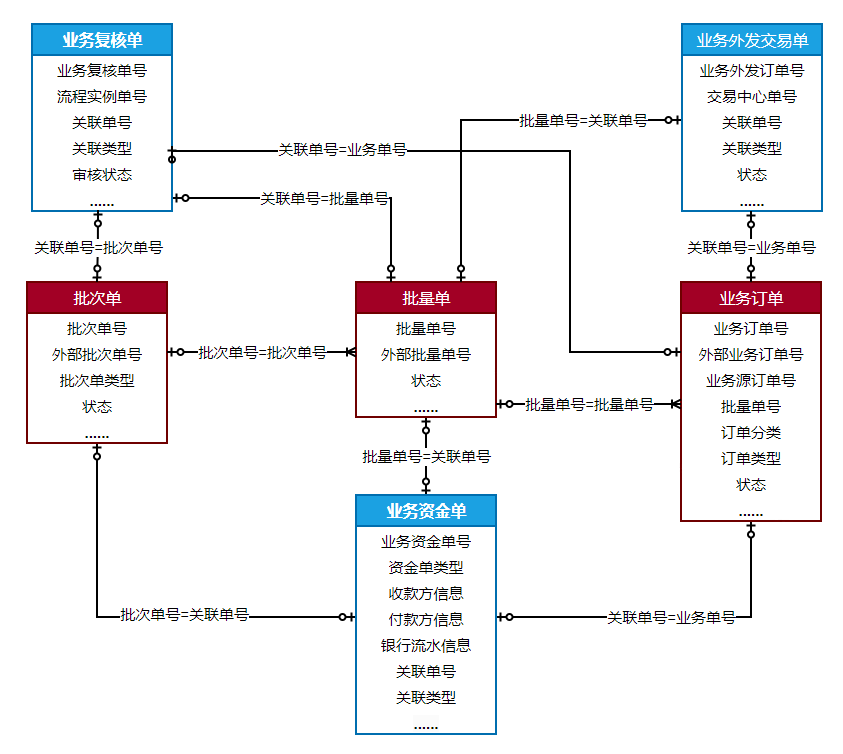 业务复核单
业务复核单号
流程实例单号
关联单号
关联类型
审核状态
......
业务外发交易单
业务外发订单号
交易中心单号
关联单号
关联类型
状态
......
批量单号=关联单号
关联单号=业务单号
关联单号=批量单号
关联单号=批次单号
关联单号=业务单号
批次单
批次单号
外部批次单号
批次单类型
状态
......
批次单号=批次单号
批量单
批量单号
外部批量单号
状态
......
批量单号=批量单号
业务订单
业务订单号
外部业务订单号
业务源订单号
批量单号
订单分类
订单类型
状态
......
批量单号=关联单号
业务资金单
业务资金单号
资金单类型
收款方信息
付款方信息
银行流水信息
关联单号
关联类型
......
批次单号=关联单号
关联单号=业务单号